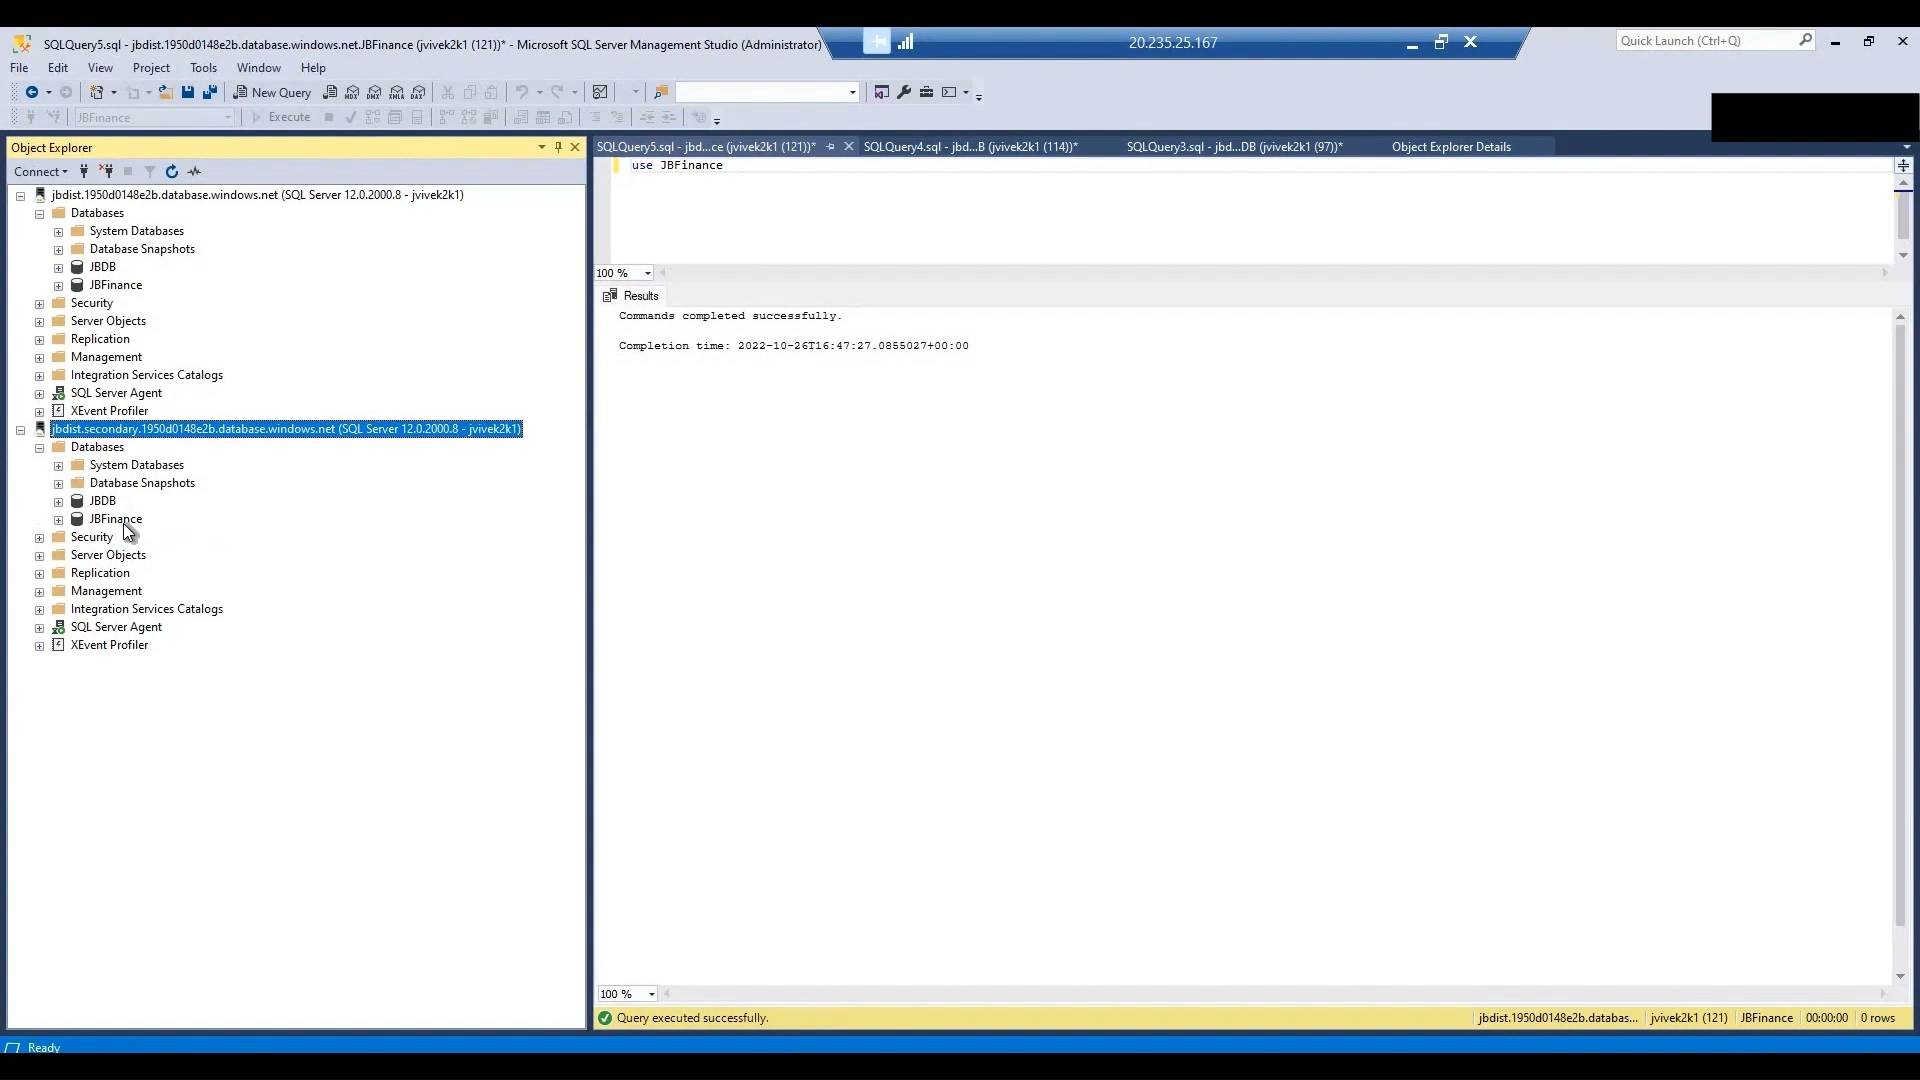 SQLQuery5.sql - jbdist.1950d0148e2b.database.windows.net.JBFinance (jvivek2k1 (121))* - Microsoft SQL Server Management Studio (Administrator)
20.235.25.167
Quick Launch (Ctrl+Q)
File Edit View Project Tools Window Help
New Query
MDX DMX XMLA DAX
JBFinance
Execute
Object Explorer
Connect
jbdist.1950d0148e2b.database.windows.net (SQL Server 12.0.2000.8 - jvivek2k1)
Databases
System Databases
Database Snapshots
JBDB
JBFinance
Security
Server Objects
Replication
Management
Integration Services Catalogs
SQL Server Agent
XEvent Profiler
jbdist.secondary.1950d0148e2b.database.windows.net (SQL Server 12.0.2000.8 - jvivek2k1)
Databases
System Databases
Database Snapshots
JBDB
JBFinance
Security
Server Objects
Replication
Management
Integration Services Catalogs
SQL Server Agent
XEvent Profiler
SQLQuery5.sql - jbd...ce (jvivek2k1 (121))*
SQLQuery4.sql - jbd...B (jvivek2k1 (114))*
SQLQuery3.sql - jbd...DB (jvivek2k1 (97))*
Object Explorer Details
use JBFinance
100 %
Results
Commands completed successfully.
Completion time: 2022-10-26T16:47:27.0855027+00:00
100 %
Query executed successfully.
jbdist.1950d0148e2b.databas... jvivek2k1 (121) JBFinance 00:00:00 0 rows
Ready